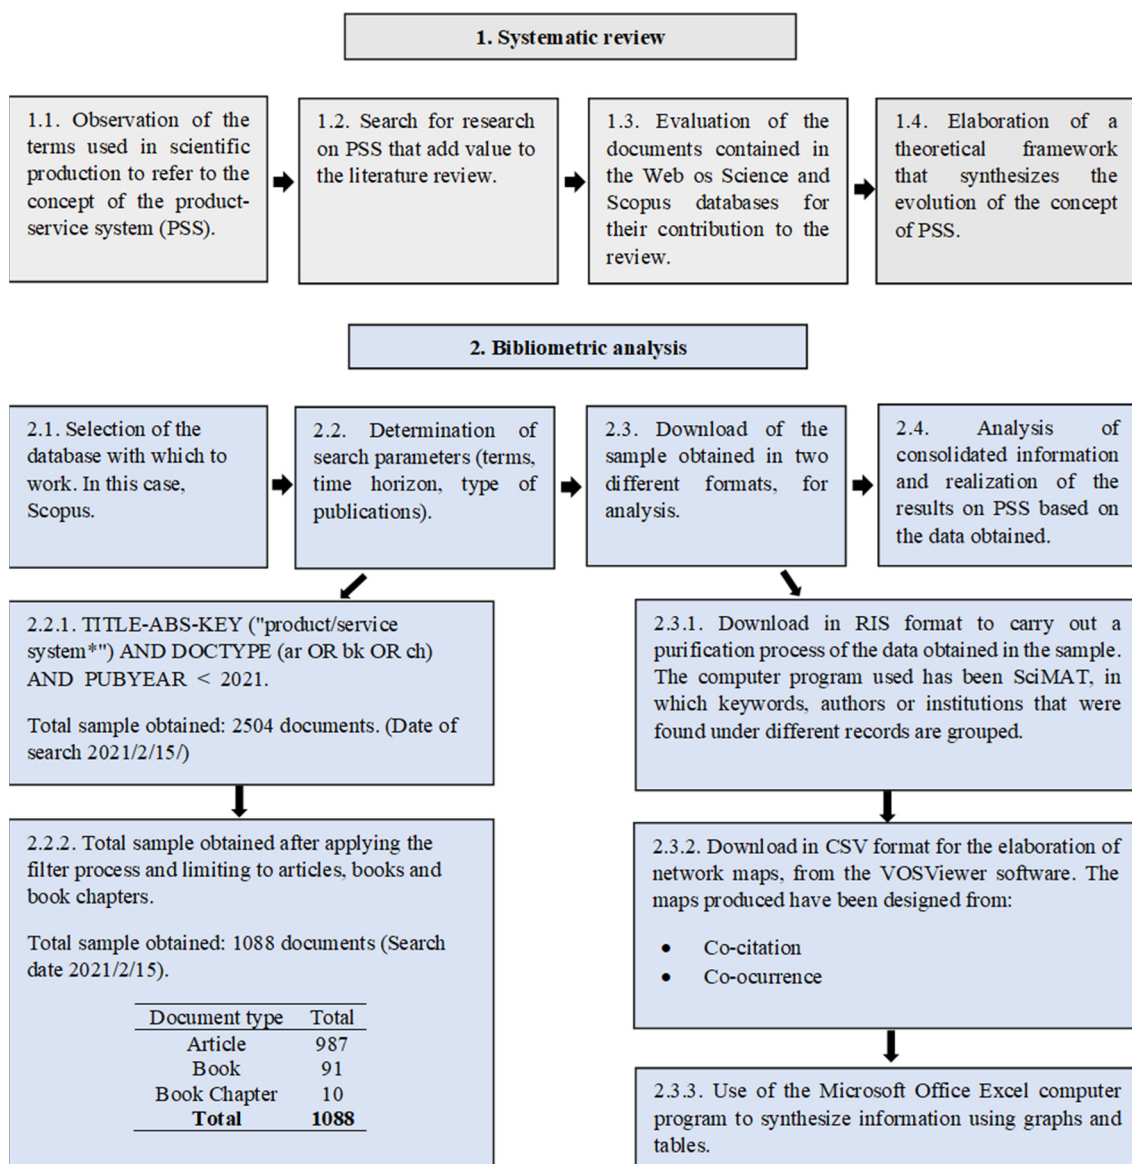 1. Systematic review
1.1. Observation of the
terms used in scientific
production to refer to the
concept of the product-
service system (PSS).
1.2. Search for research
on PSS that add value to
the literature review.
1.3. Evaluation of the
documents contained in
the Web os Science and
Scopus databases for
their contribution to the
review.
1.4. Elaboration of a
theoretical framework
that synthesizes the
evolution of the concept
of PSS.
2. Bibliometric analysis
2.1. Selection of the
database with which to
work. In this case,
Scopus.
2.2. Determination of
search parameters (terms,
time horizon, type of
publications).
2.3. Download of the
sample obtained in two
different formats, for
analysis.
2.4. Analysis of
consolidated information
and realization of the
results on PSS based on
the data obtained.
2.2.1. TITLE-ABS-KEY ("product/service
system*") AND DOCTYPE (ar OR bk OR ch)
AND PUBYEAR < 2021.
Total sample obtained: 2504 documents. (Date of
search 2021/2/15/)
2.2.2. Total sample obtained after applying the
filter process and limiting to articles, books and
book chapters.
Total sample obtained: 1088 documents (Search
date 2021/2/15).
Document type Total
Article 987
Book 91
Book Chapter 10
Total 1088
2.3.1. Download in RIS format to carry out a
purification process of the data obtained in the sample.
The computer program used has been SciMAT, in
which keywords, authors or institutions that were
found under different records are grouped.
2.3.2. Download in CSV format for the elaboration of
network maps, from the VOSViewer software. The
maps produced have been designed from:
• Co-citation
• Co-ocurrence
2.3.3. Use of the Microsoft Office Excel computer
program to synthesize information using graphs and
tables.